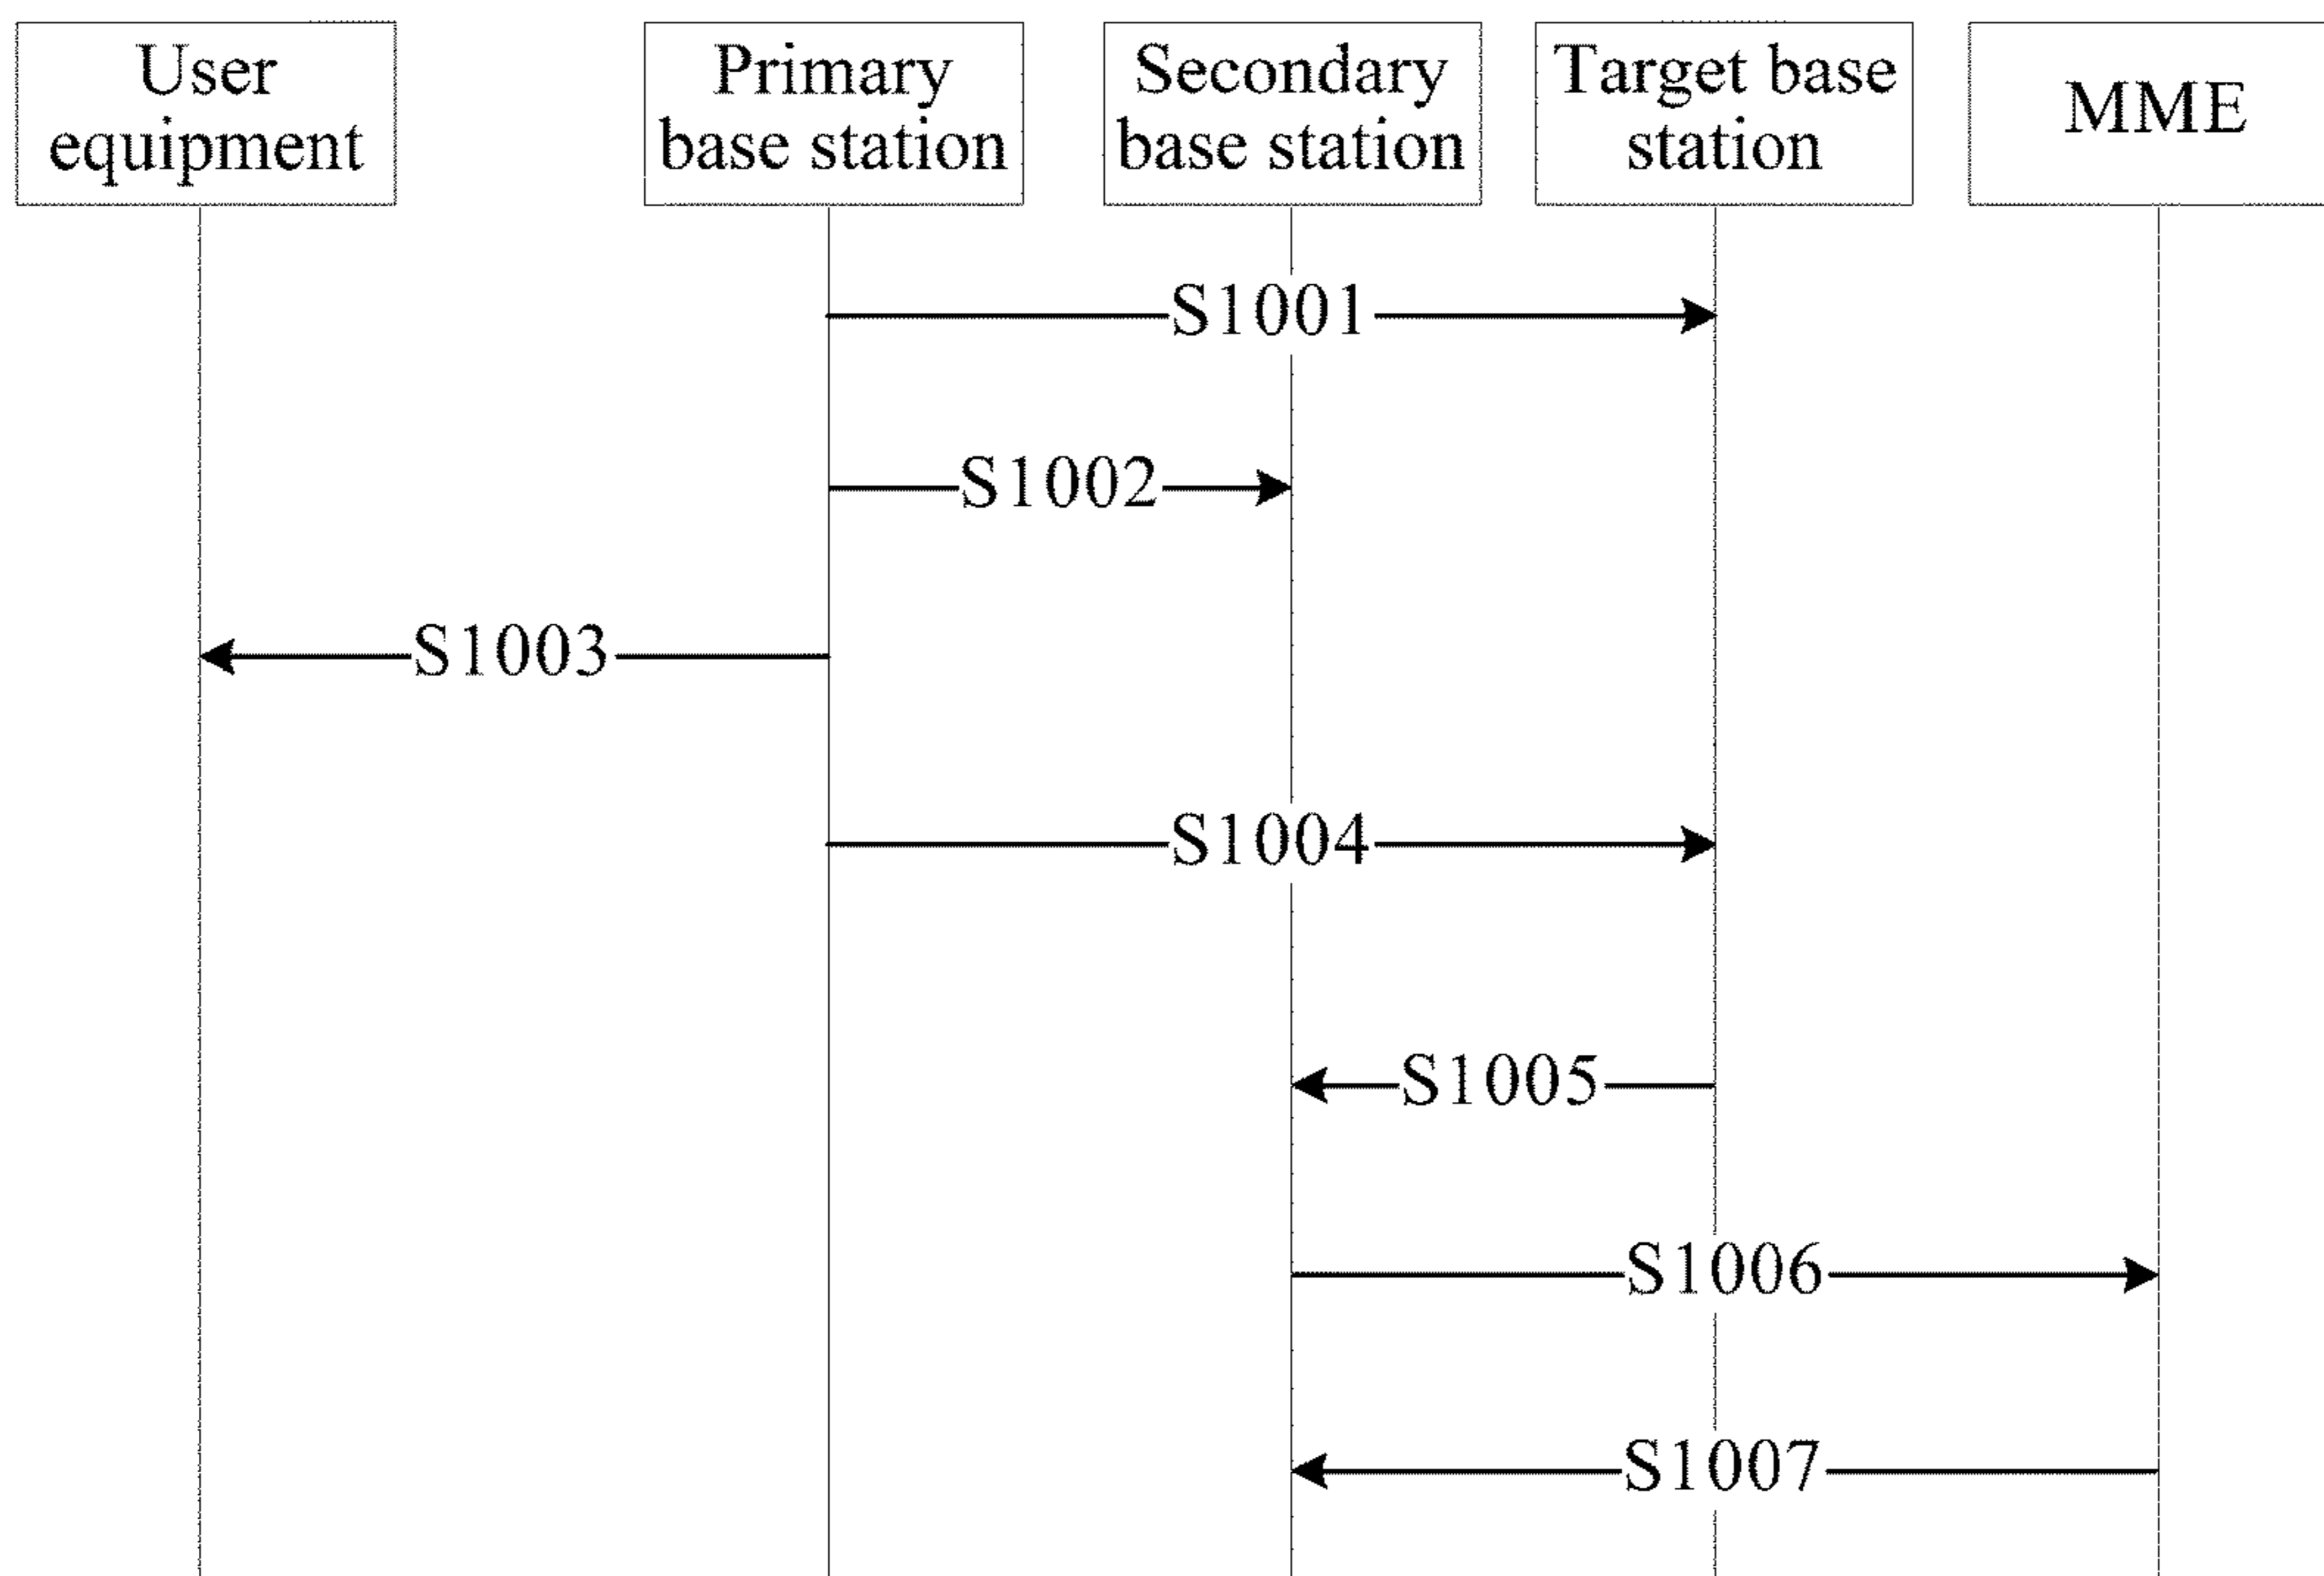 User
equipment
Primary
base station
Secondary
base station
Target base
station
MME
S1001
S1002
S1003
S1004
S1005
S1006
S1007